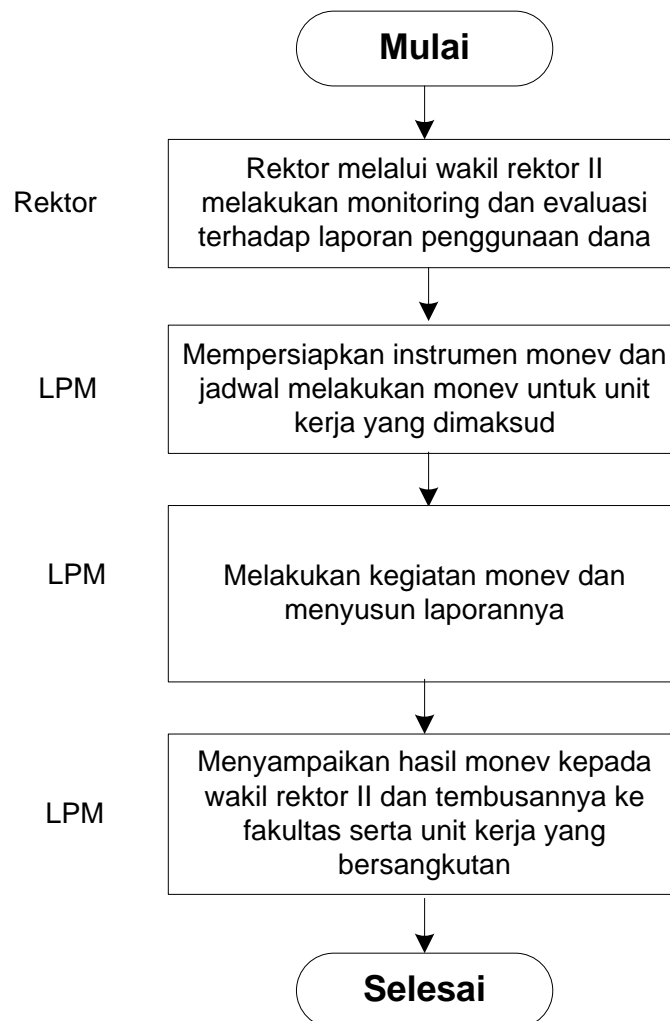 Mulai
Rektor
Rektor melalui wakil rektor II
melakukan monitoring dan evaluasi
terhadap laporan penggunaan dana
LPM
Mempersiapkan instrumen monev dan
jadwal melakukan monev untuk unit
kerja yang dimaksud
LPM
Melakukan kegiatan monev dan
menyusun laporannya
LPM
Menyampaikan hasil monev kepada
wakil rektor II dan tembusannya ke
fakultas serta unit kerja yang
bersangkutan
Selesai